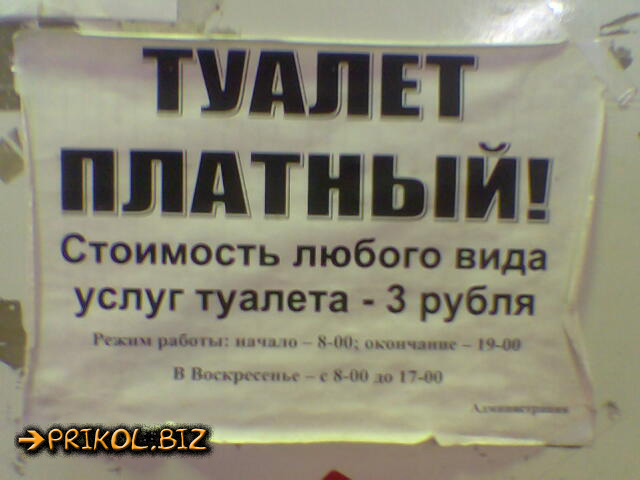 ТУАЛЕТ
ПЛАТНЫЙ!
Стоимость любого вида
услуг туалета - 3 рубля
Режим работы: начало – 8-00; окончание – 19-00
В Воскресенье – с 8-00 до 17-00
Администрация
PRIKOL.BIZ